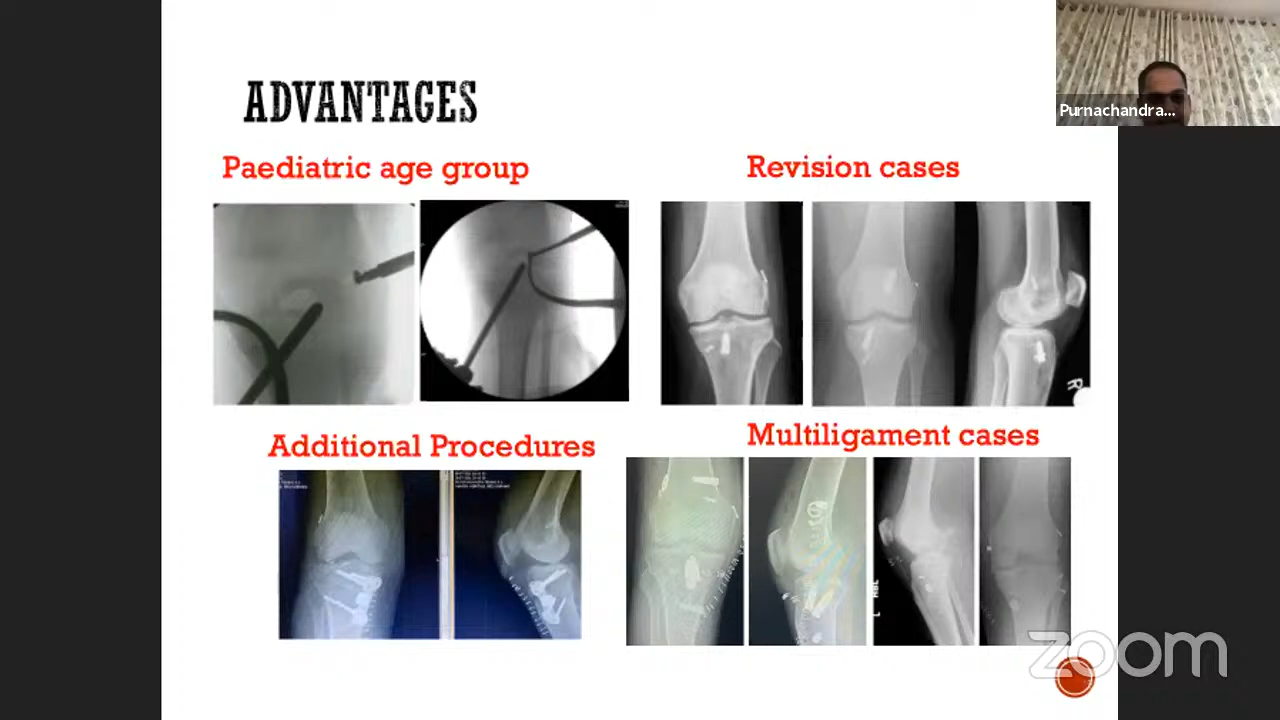 ADVANTAGES
Purnachandra...
Paediatric age group
Revision cases
R
Additional Procedures
Multiligament cases
L
zoom